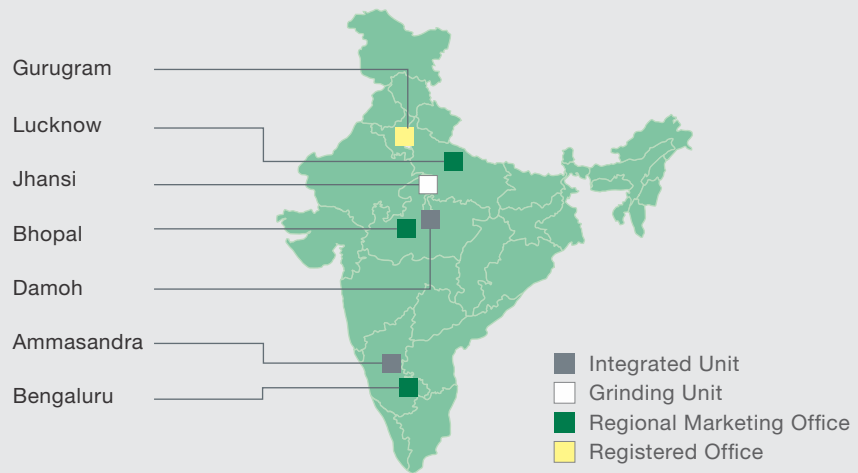 Gurugram
Lucknow
Jhansi
Bhopal
Damoh
Ammasandra
Bengaluru
Integrated Unit
Grinding Unit
Regional Marketing Office
Registered Office